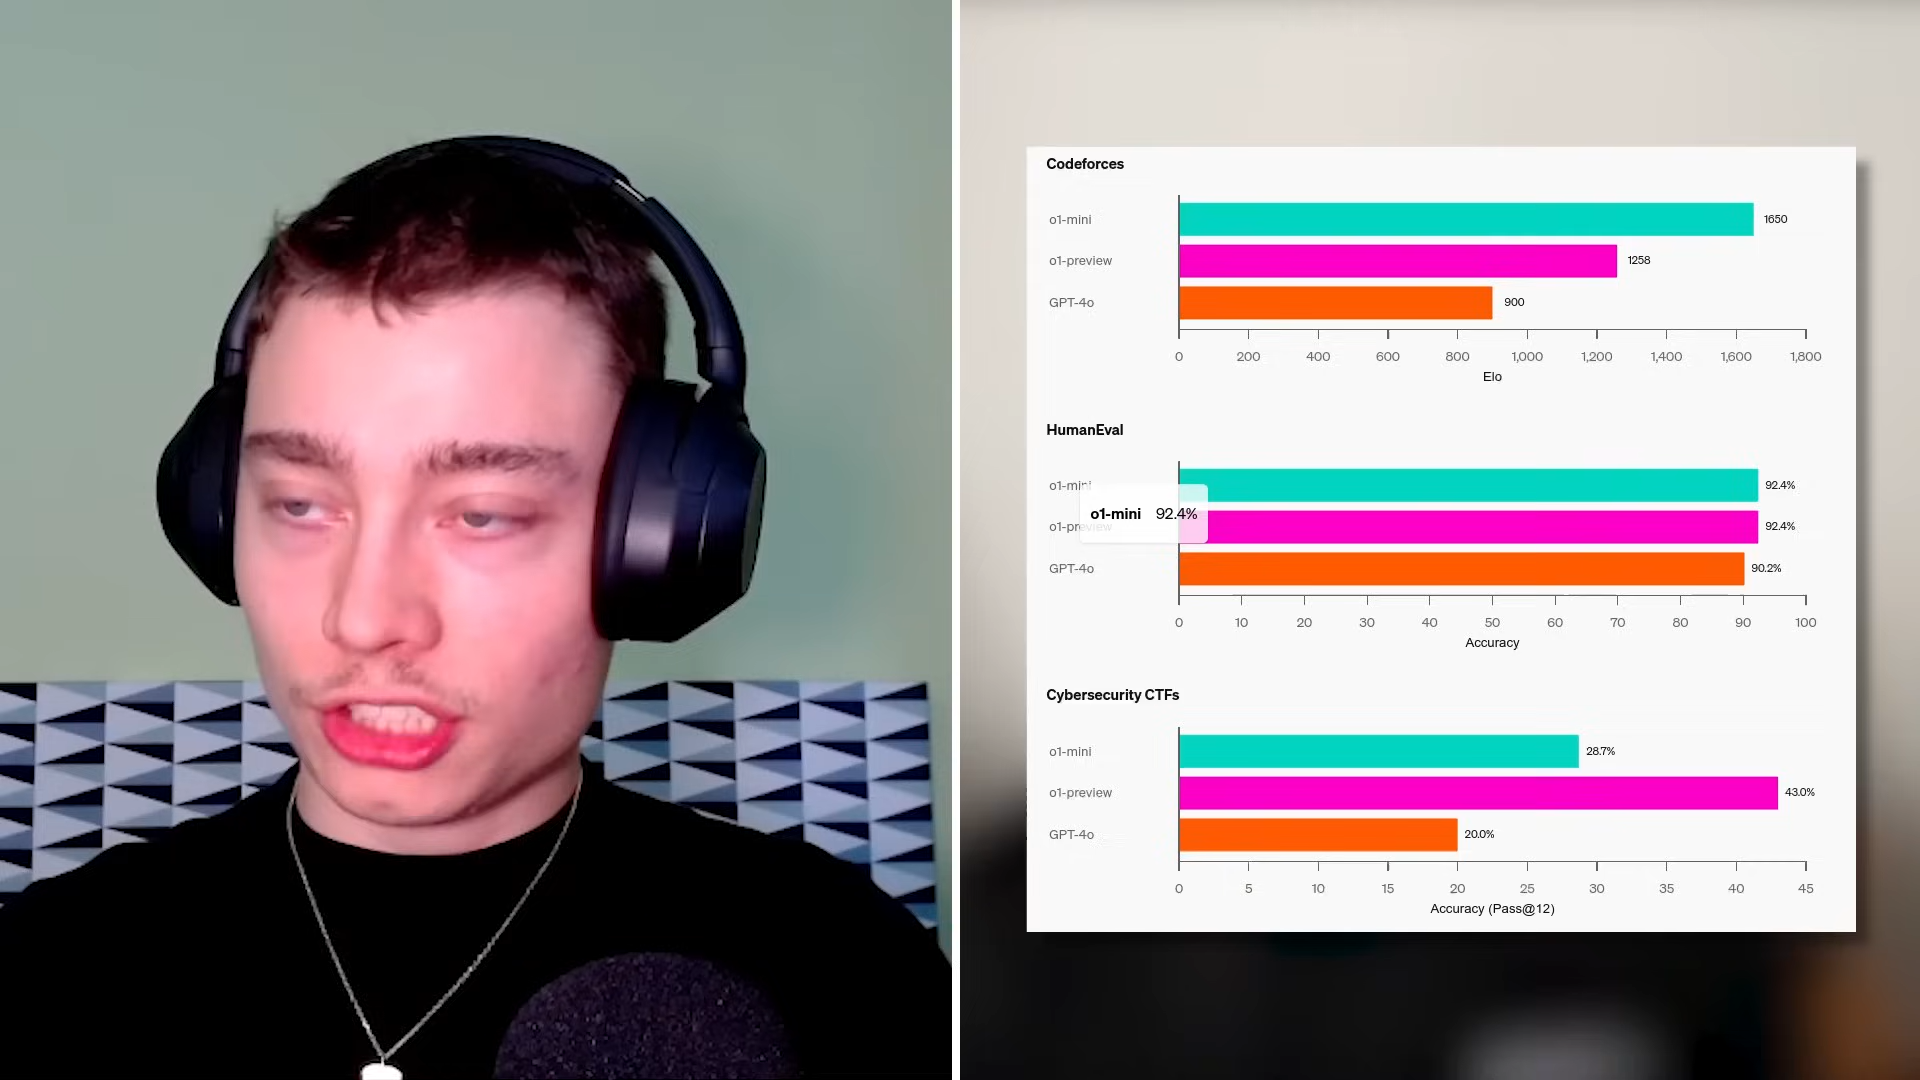 Codeforces
o1-mini 1650
o1-preview 1258
GPT-4o 900
0 200 400 600 800 1,000 1,200 1,400 1,600 1,800
Elo
HumanEval
o1-mini 92.4%
o1-mini 92.4%
o1-preview 92.4%
GPT-4o 90.2%
0 10 20 30 40 50 60 70 80 90 100
Accuracy
Cybersecurity CTFs
o1-mini 28.7%
o1-preview 43.0%
GPT-4o 20.0%
0 5 10 15 20 25 30 35 40 45
Accuracy (Pass@12)